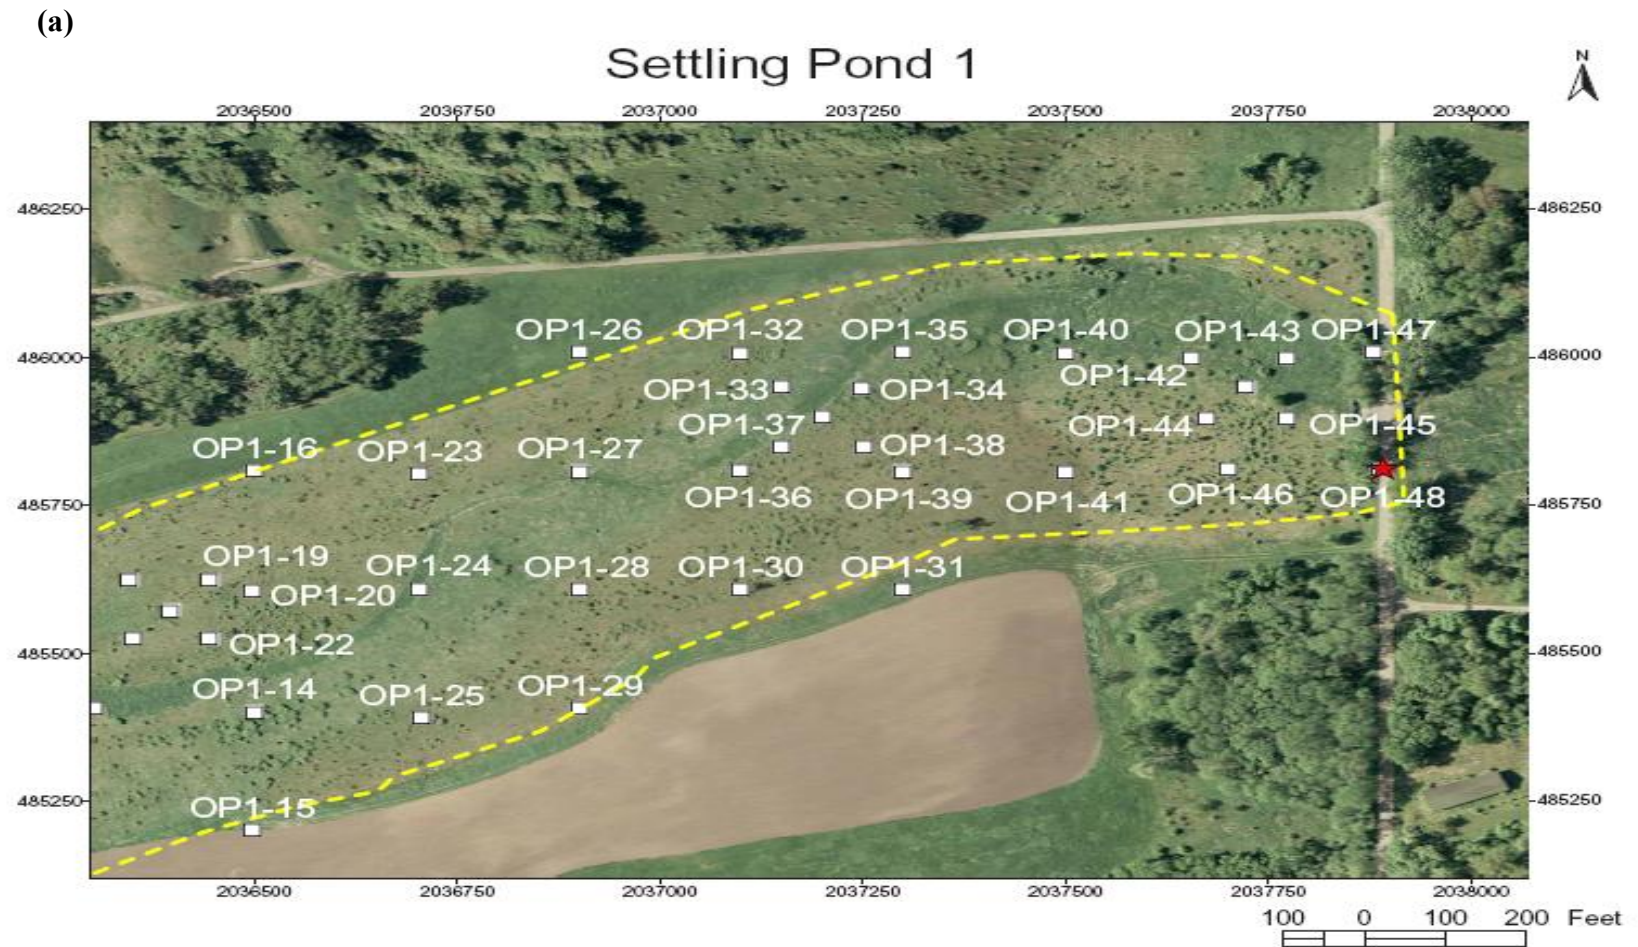 (a)
Settling Pond 1
N
2036500 2036750 2037000 2037250 2037500 2037750 2038000
486250 486250
OP1-26 OP1-32 OP1-35 OP1-40 OP1-43 OP1-47
486000 486000
OP1-33 OP1-34 OP1-42
OP1-37 OP1-44 OP1-45
OP1-16 OP1-23 OP1-27 OP1-38
OP1-36 OP1-39 OP1-41 OP1-46 OP1-48
485750 485750
OP1-19 OP1-24 OP1-28 OP1-30 OP1-31
OP1-20
OP1-22
485500 485500
OP1-14 OP1-25 OP1-29
OP1-15
485250 485250
2036500 2036750 2037000 2037250 2037500 2037750 2038000
100 0 100 200 Feet